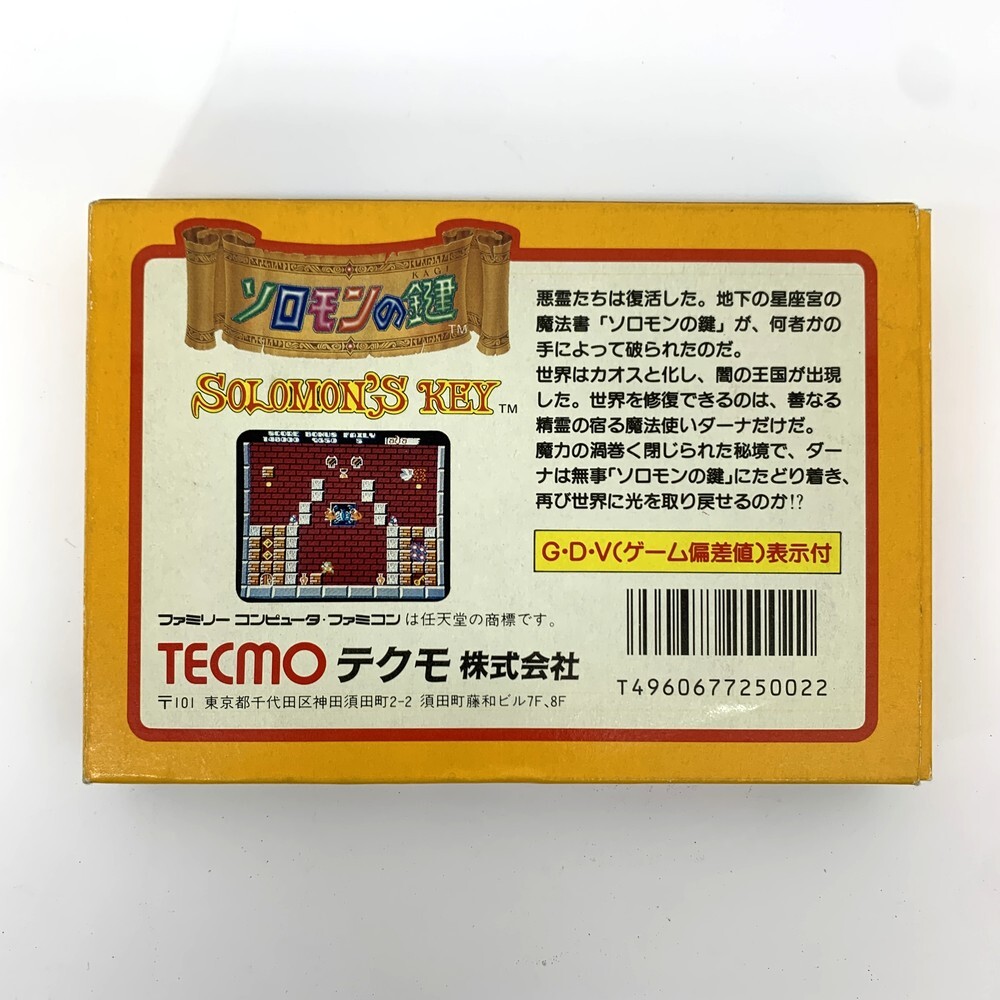 KAGI
ソロモンの鍵TM
SOLOMON'S KEY TM
SCORE BONUS FAILY
悪霊たちは復活した。地下の星座宮の
魔法書「ソロモンの鍵」が、何者かの
手によって破られたのだ。
世界はカオスと化し、闇の王国が出現
した。世界を修復できるのは、善なる
精霊の宿る魔法使いダーナだけだ。
魔力の渦巻く閉じられた秘境で、ダー
ナは無事「ソロモンの鍵」にたどり着き、
再び世界に光を取り戻せるのか!?
G・D・V(ゲーム偏差値)表示付
ファミリー コンピュータ・ファミコン は任天堂の商標です。
TECMO テクモ 株式会社
〒101 東京都千代田区神田須田町2-2 須田町藤和ビル7F、8F
T4960677250022